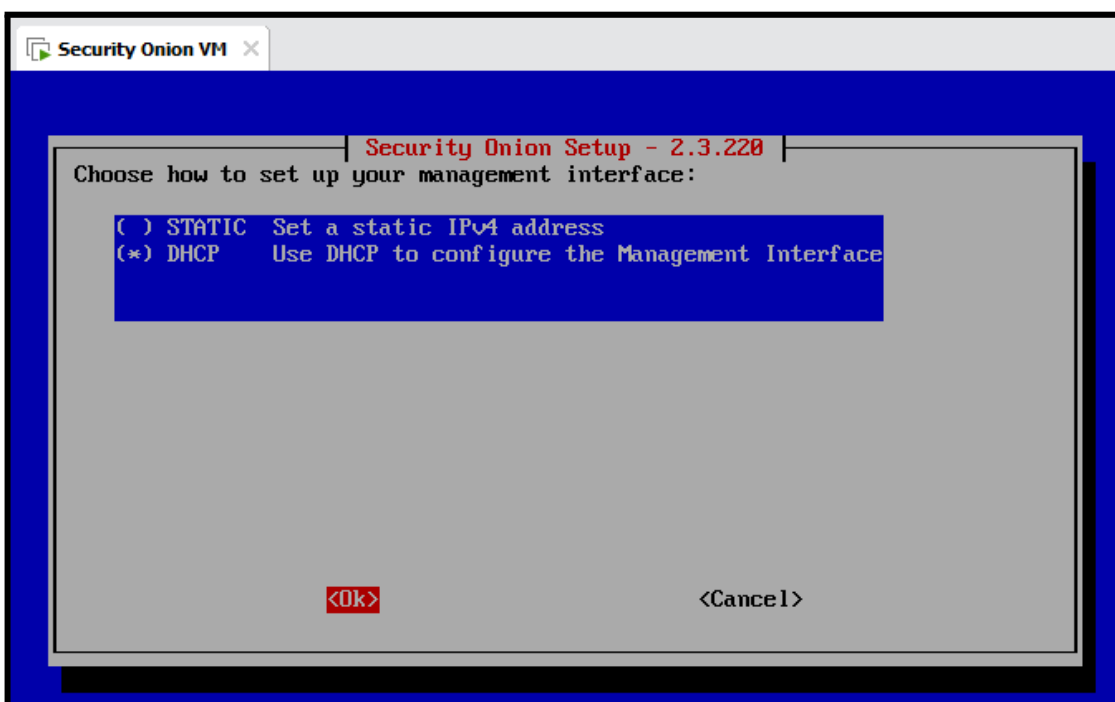 Security Onion VM
Security Onion Setup - 2.3.220
Choose how to set up your management interface:
( ) STATIC Set a static IPv4 address
(*) DHCP Use DHCP to configure the Management Interface
<Ok> <Cancel>